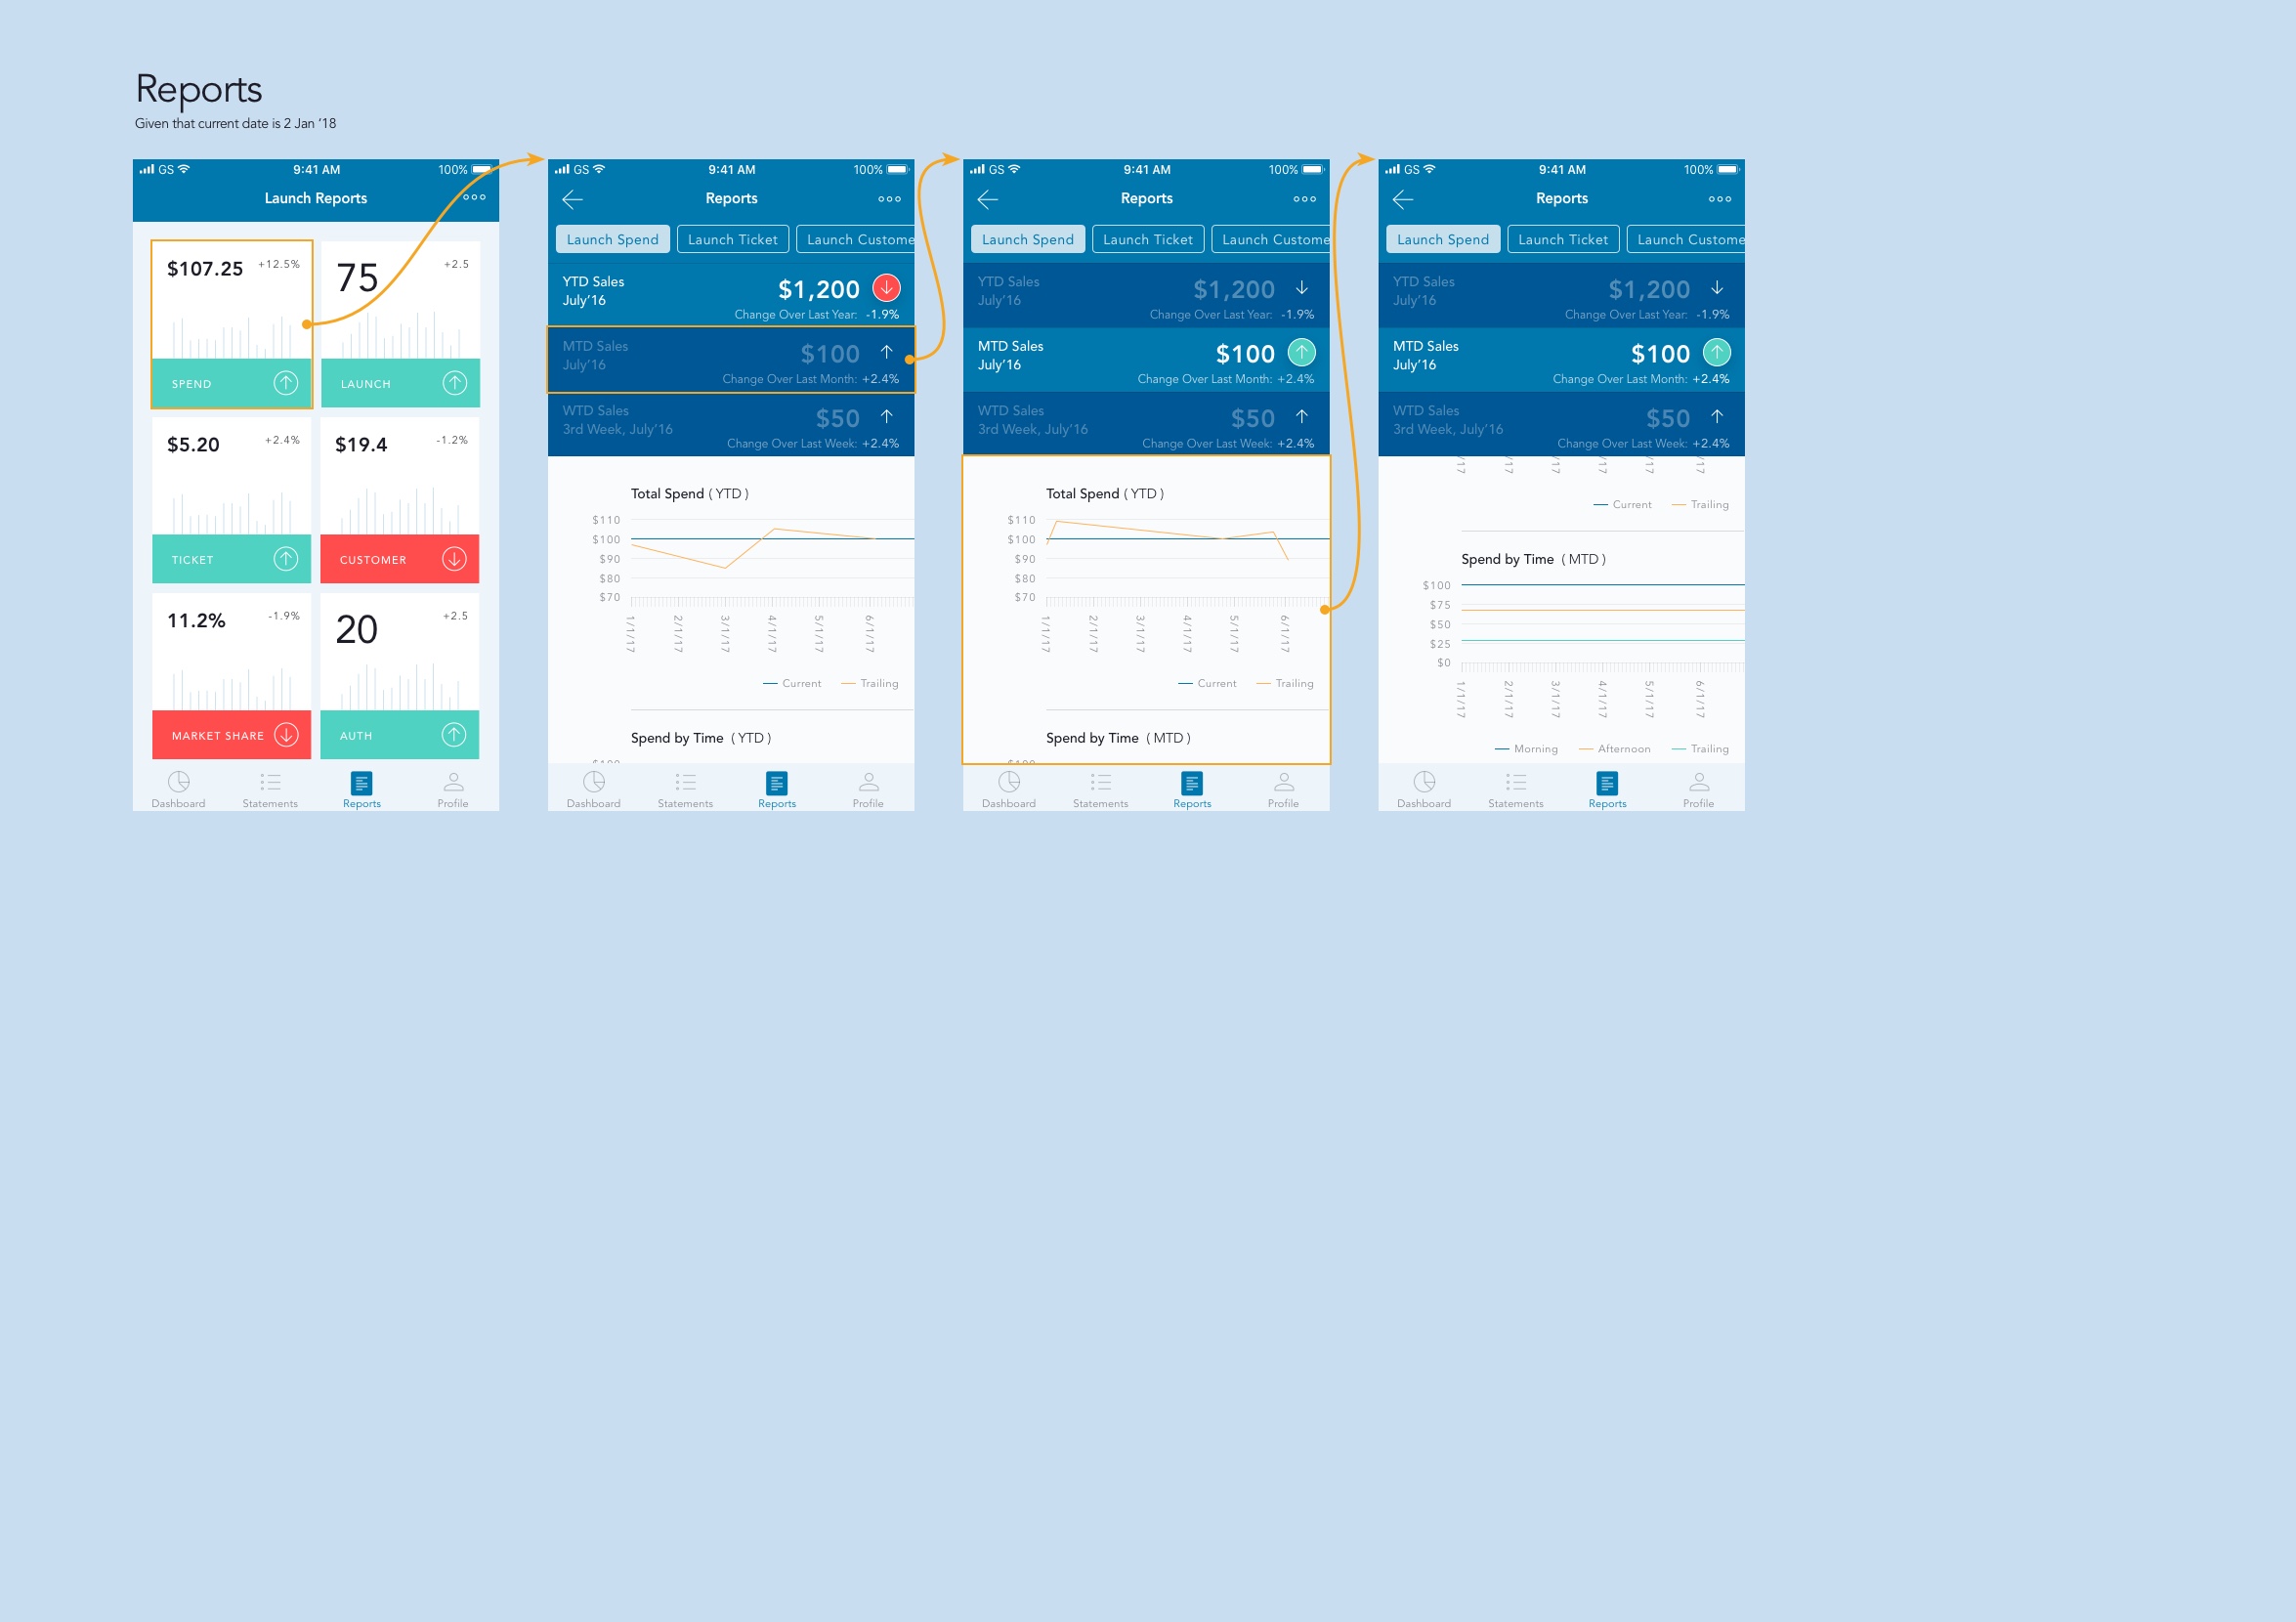 Reports
Given that current date is 2 Jan ‘18
GS 9:41 AM 100%
Launch Reports
$107.25 +12.5%
SPEND
75 +2.5
LAUNCH
$5.20 +2.4%
TICKET
$19.4 -1.2%
CUSTOMER
11.2% -1.9%
MARKET SHARE
20 +2.5
AUTH
Dashboard Statements Reports Profile
GS 9:41 AM 100%
Reports
Launch Spend Launch Ticket Launch Custome
YTD Sales
July’16
$1,200
Change Over Last Year: -1.9%
MTD Sales
July’16
$100
Change Over Last Month: +2.4%
WTD Sales
3rd Week, July’16
$50
Change Over Last Week: +2.4%
Total Spend ( YTD )
$110
$100
$90
$80
$70
1/1/17 2/1/17 3/1/17 4/1/17 5/1/17 6/1/17
Current Trailing
Spend by Time ( YTD )
$100
Dashboard Statements Reports Profile
GS 9:41 AM 100%
Reports
Launch Spend Launch Ticket Launch Custome
YTD Sales
July’16
$1,200
Change Over Last Year: -1.9%
MTD Sales
July’16
$100
Change Over Last Month: +2.4%
WTD Sales
3rd Week, July’16
$50
Change Over Last Week: +2.4%
Total Spend ( YTD )
$110
$100
$90
$80
$70
1/1/17 2/1/17 3/1/17 4/1/17 5/1/17 6/1/17
Current Trailing
Spend by Time ( MTD )
$100
Dashboard Statements Reports Profile
GS 9:41 AM 100%
Reports
Launch Spend Launch Ticket Launch Custome
YTD Sales
July’16
$1,200
Change Over Last Year: -1.9%
MTD Sales
July’16
$100
Change Over Last Month: +2.4%
WTD Sales
3rd Week, July’16
$50
Change Over Last Week: +2.4%
/17 /17 /17 /17 /17 /17
Current Trailing
Spend by Time ( MTD )
$100
$75
$50
$25
$0
1/1/17 2/1/17 3/1/17 4/1/17 5/1/17 6/1/17
Morning Afternoon Trailing
Dashboard Statements Reports Profile